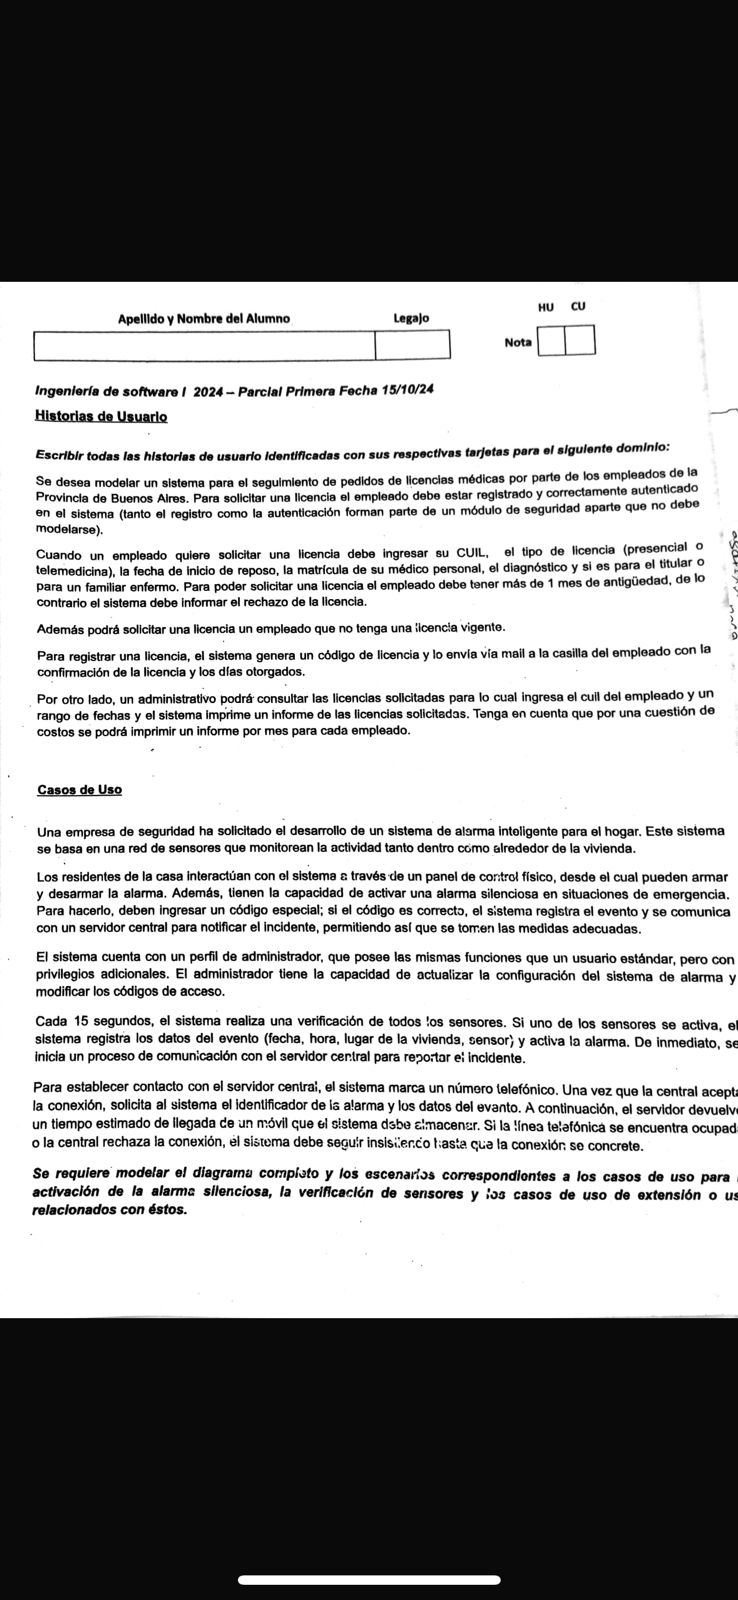 HU CU
Apellido y Nombre del Alumno Legajo
Nota
Ingeniería de software I 2024 – Parcial Primera Fecha 15/10/24
Historias de Usuario
Escribir todas las historias de usuario identificadas con sus respectivas tarjetas para el siguiente dominio:
Se desea modelar un sistema para el seguimiento de pedidos de licencias médicas por parte de los empleados de la
Provincia de Buenos Aires. Para solicitar una licencia el empleado debe estar registrado y correctamente autenticado
en el sistema (tanto el registro como la autenticación forman parte de un módulo de seguridad aparte que no debe
modelarse).
Cuando un empleado quiere solicitar una licencia debe ingresar su CUIL, el tipo de licencia (presencial o
telemedicina), la fecha de inicio de reposo, la matrícula de su médico personal, el diagnóstico y si es para el titular o
para un familiar enfermo. Para poder solicitar una licencia el empleado debe tener más de 1 mes de antigüedad, de lo
contrario el sistema debe informar el rechazo de la licencia.
Además podrá solicitar una licencia un empleado que no tenga una licencia vigente.
Para registrar una licencia, el sistema genera un código de licencia y lo envía vía mail a la casilla del empleado con la
confirmación de la licencia y los días otorgados.
Por otro lado, un administrativo podrá consultar las licencias solicitadas para lo cual ingresa el cuil del empleado y un
rango de fechas y el sistema imprime un informe de las licencias solicitadas. Tenga en cuenta que por una cuestión de
costos se podrá imprimir un informe por mes para cada empleado.
Casos de Uso
Una empresa de seguridad ha solicitado el desarrollo de un sistema de alarma inteligente para el hogar. Este sistema
se basa en una red de sensores que monitorean la actividad tanto dentro como alrededor de la vivienda.
Los residentes de la casa interactúan con el sistema a través de un panel de control físico, desde el cual pueden armar
y desarmar la alarma. Además, tienen la capacidad de activar una alarma silenciosa en situaciones de emergencia.
Para hacerlo, deben ingresar un código especial; si el código es correcto, el sistema registra el evento y se comunica
con un servidor central para notificar el incidente, permitiendo así que se tomen las medidas adecuadas.
El sistema cuenta con un perfil de administrador, que posee las mismas funciones que un usuario estándar, pero con
privilegios adicionales. El administrador tiene la capacidad de actualizar la configuración del sistema de alarma y
modificar los códigos de acceso.
Cada 15 segundos, el sistema realiza una verificación de todos los sensores. Si uno de los sensores se activa, el
sistema registra los datos del evento (fecha, hora, lugar de la vivienda, sensor) y activa la alarma. De inmediato, se
inicia un proceso de comunicación con el servidor central para reportar el incidente.
Para establecer contacto con el servidor central, el sistema marca un número telefónico. Una vez que la central acepta
la conexión, solicita al sistema el identificador de la alarma y los datos del evento. A continuación, el servidor devuelve
un tiempo estimado de llegada de un móvil que el sistema debe almacenar. Si la línea telefónica se encuentra ocupad
o la central rechaza la conexión, el sistema debe seguir insistiendo hasta que la conexión se concrete.
Se requiere modelar el diagrama completo y los escenarios correspondientes a los casos de uso para
activación de la alarma silenciosa, la verificación de sensores y los casos de uso de extensión o us
relacionados con éstos.